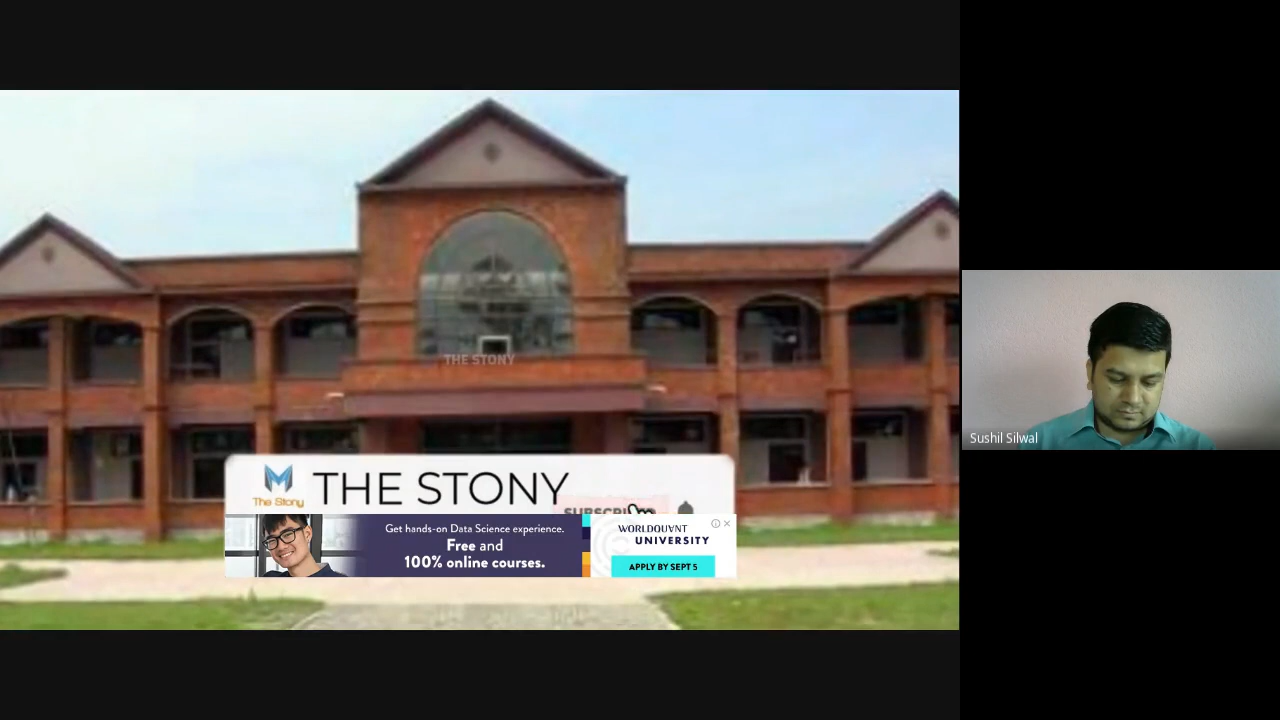 THE STONY
The Stony
THE STONY
Get hands-on Data Science experience.
Free and
100% online courses.
WORLDQUANT
UNIVERSITY
APPLY BY SEPT 5
Sushil Silwal